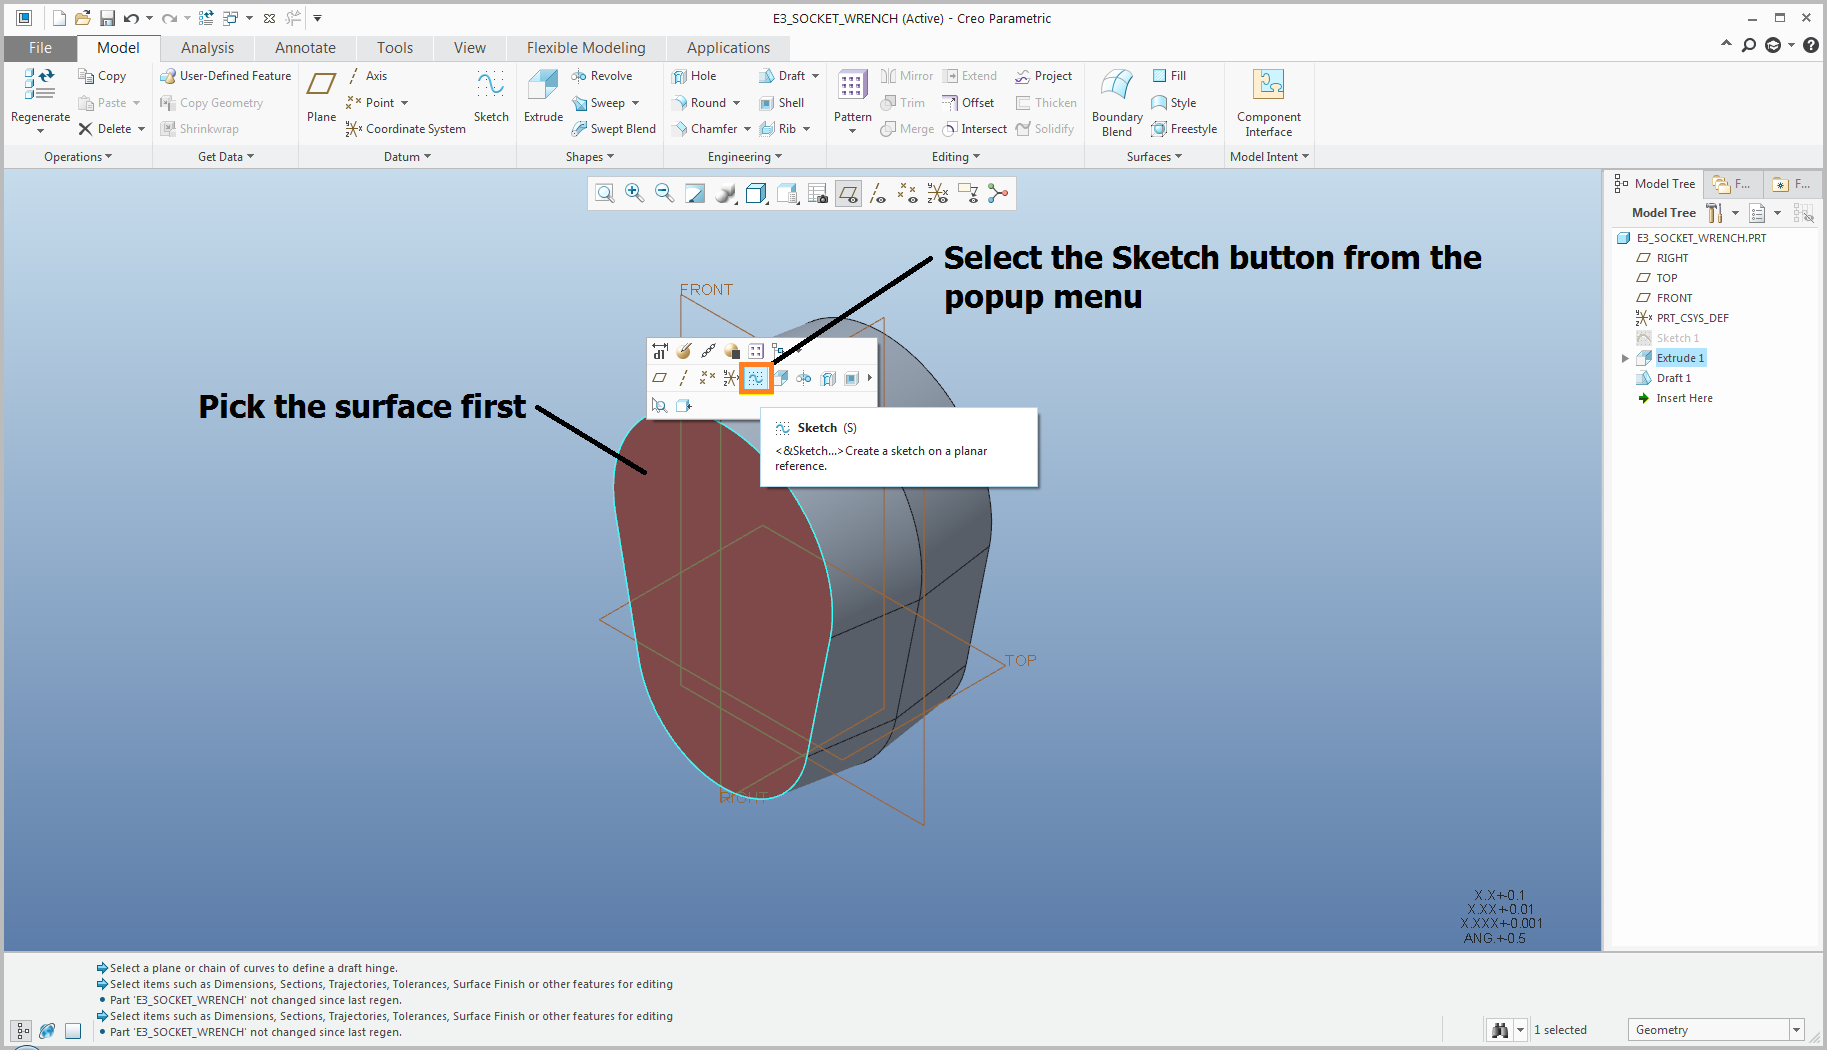 E3_SOCKET_WRENCH (Active) - Creo Parametric
File Model Analysis Annotate Tools View Flexible Modeling Applications
Regenerate
Copy
Paste
Delete
Operations
User-Defined Feature
Copy Geometry
Shrinkwrap
Get Data
Plane
Axis
Point
Coordinate System
Sketch
Datum
Extrude
Revolve
Sweep
Swept Blend
Shapes
Hole
Round
Chamfer
Draft
Shell
Rib
Engineering
Pattern
Mirror
Trim
Merge
Extend
Offset
Intersect
Project
Thicken
Solidify
Editing
Boundary
Blend
Fill
Style
Freestyle
Surfaces
Component
Interface
Model Intent
Model Tree F... F...
Model Tree
E3_SOCKET_WRENCH.PRT
RIGHT
TOP
FRONT
PRT_CSYS_DEF
Sketch 1
Extrude 1
Draft 1
Insert Here
Select the Sketch button from the
popup menu
FRONT
Pick the surface first
Sketch (S)
<&Sketch...>Create a sketch on a planar
reference.
TOP
RIGHT
X.X+-0.1
X.XX+-0.01
X.XXX+-0.001
ANG.+-0.5
Select a plane or chain of curves to define a draft hinge.
Select items such as Dimensions, Sections, Trajectories, Tolerances, Surface Finish or other features for editing
• Part 'E3_SOCKET_WRENCH' not changed since last regen.
Select items such as Dimensions, Sections, Trajectories, Tolerances, Surface Finish or other features for editing
• Part 'E3_SOCKET_WRENCH' not changed since last regen.
1 selected
Geometry